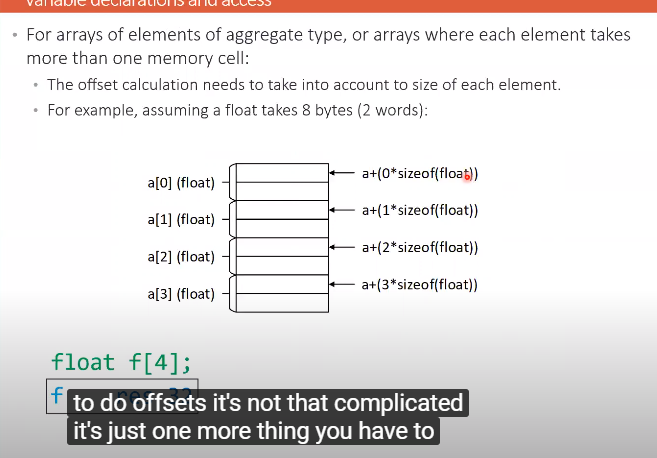 variable declarations and access
• For arrays of elements of aggregate type, or arrays where each element takes
more than one memory cell:
• The offset calculation needs to take into account to size of each element.
• For example, assuming a float takes 8 bytes (2 words):
a[0] (float)
a+(0*sizeof(float))
a[1] (float)
a+(1*sizeof(float))
a[2] (float)
a+(2*sizeof(float))
a[3] (float)
a+(3*sizeof(float))
float f[4];
f res 32
to do offsets it's not that complicated
it's just one more thing you have to